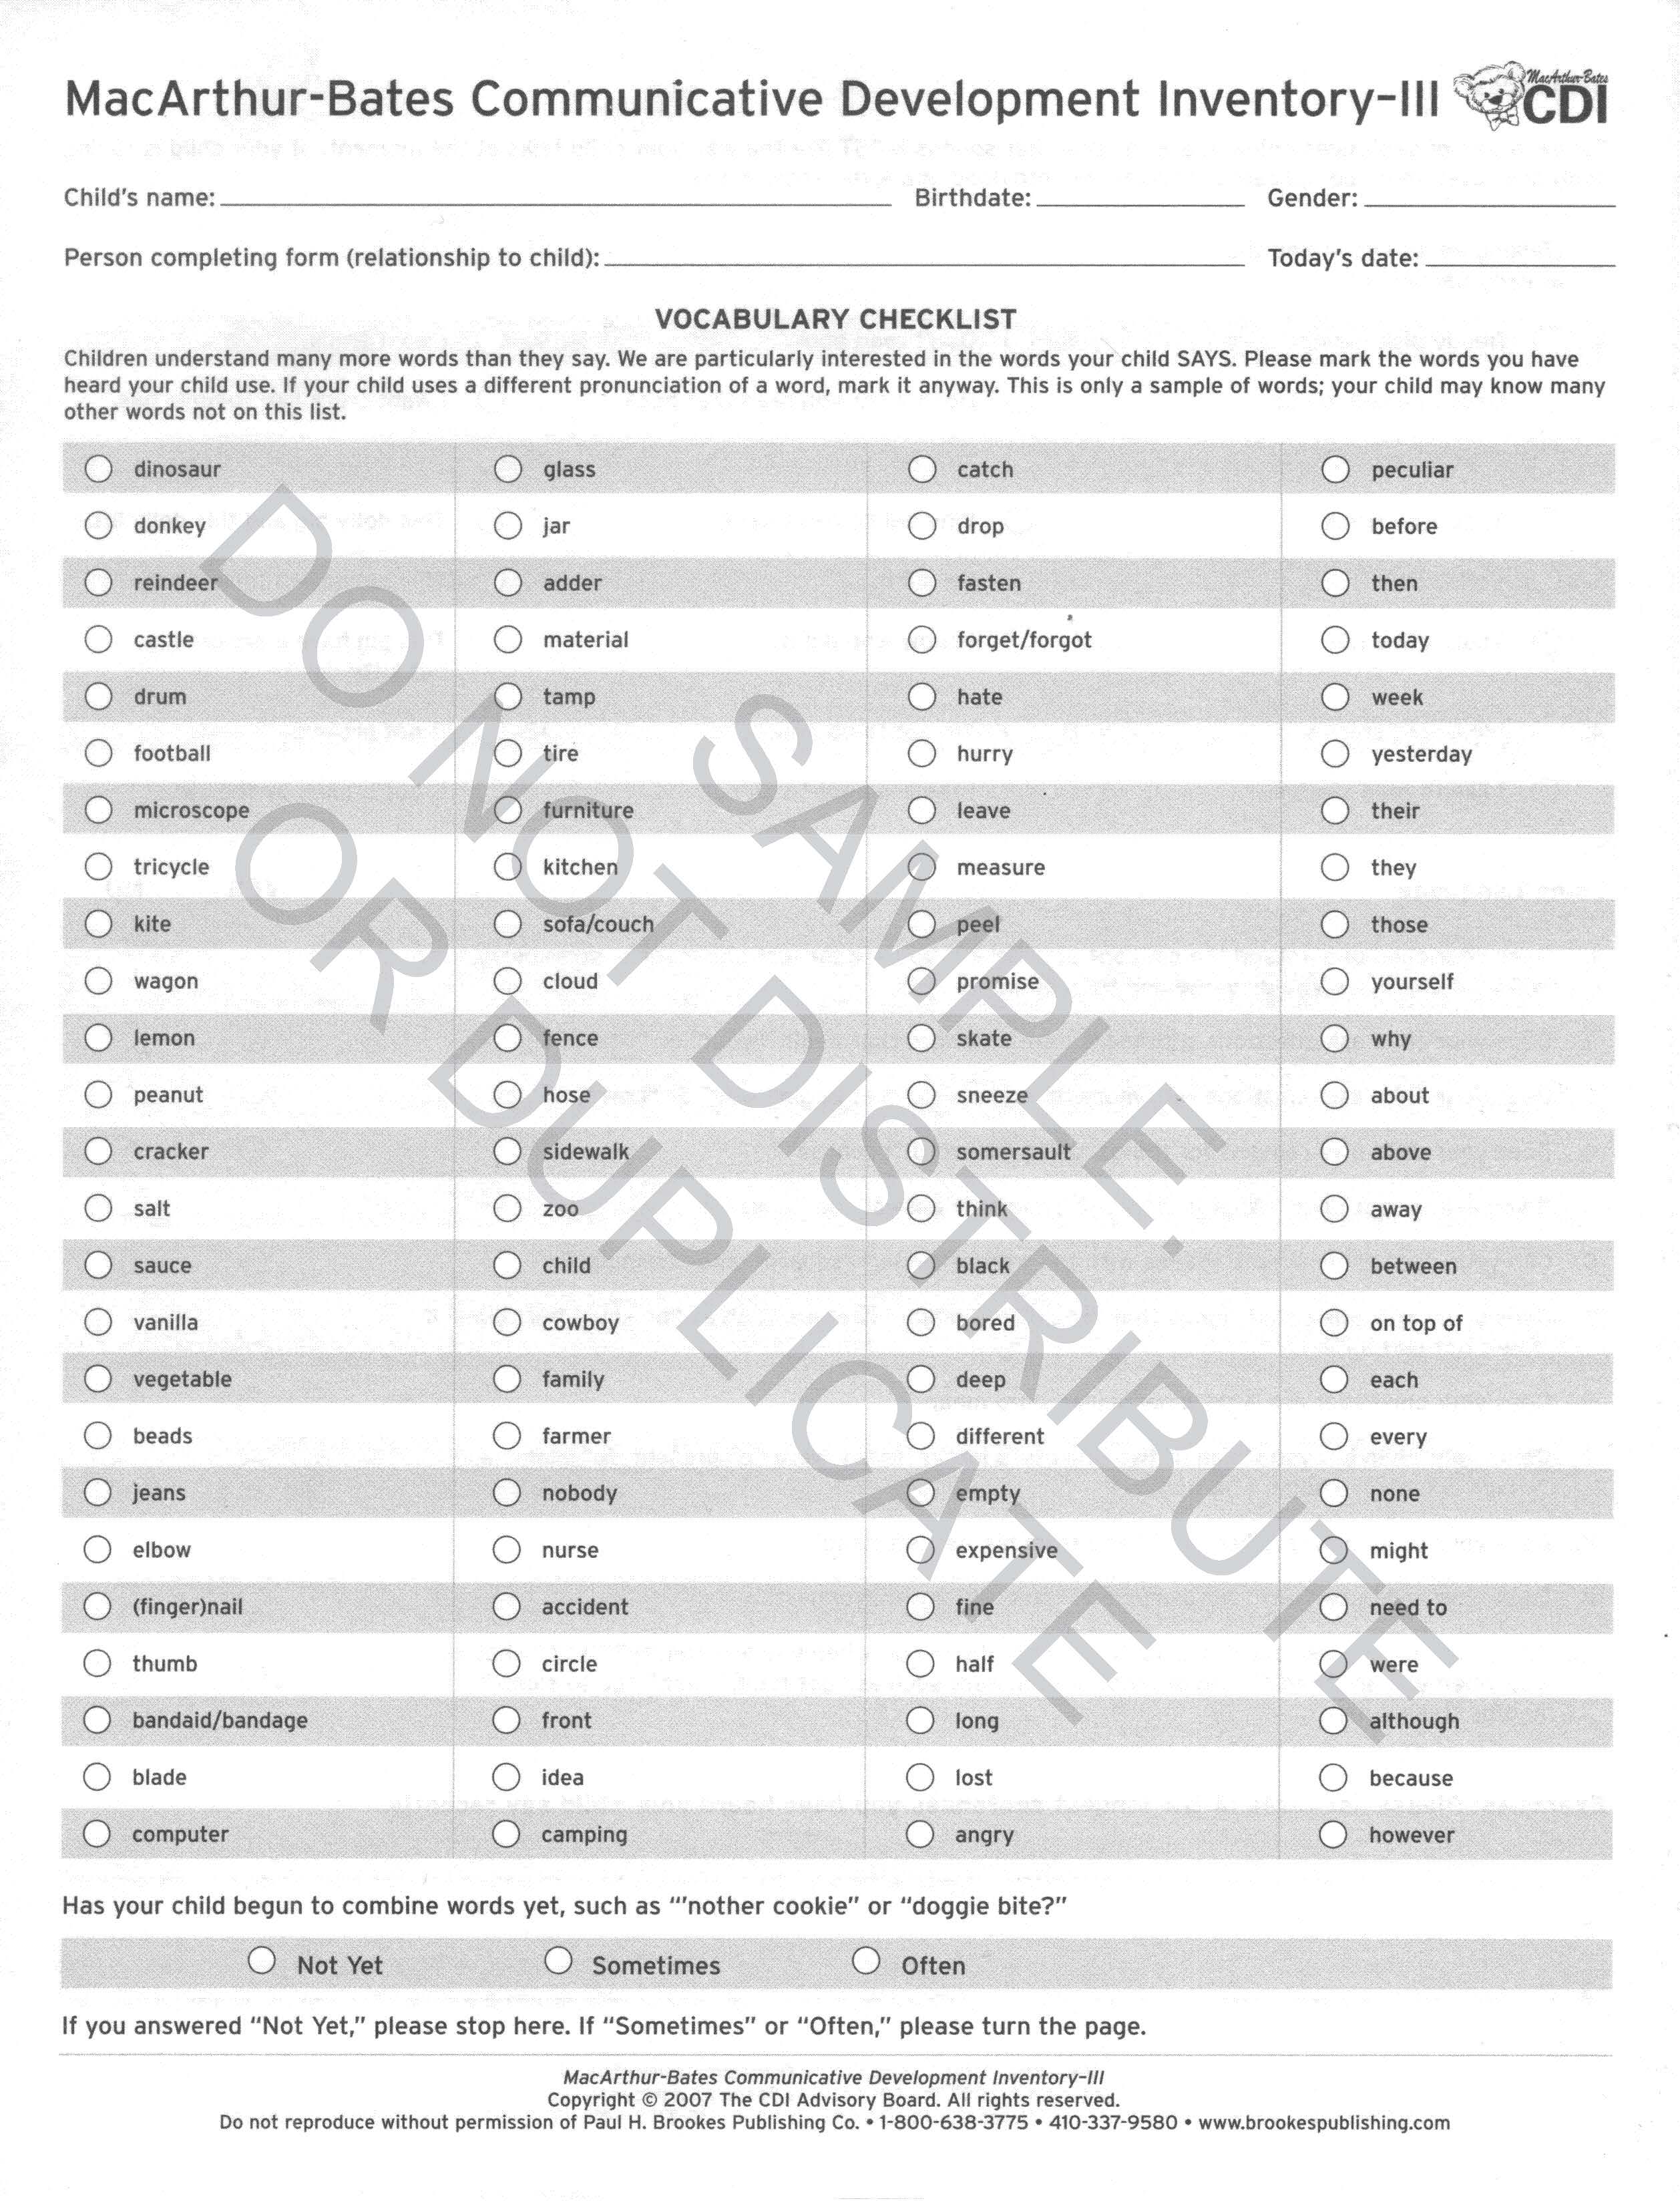 MacArthur-Bates Communicative Development Inventory-III
MacArthur-Bates
CDI
Child's name: Birthdate: Gender:
Person completing form (relationship to child): Today's date:
VOCABULARY CHECKLIST
Children understand many more words than they say. We are particularly interested in the words your child SAYS. Please mark the words you have
heard your child use. If your child uses a different pronunciation of a word, mark it anyway. This is only a sample of words; your child may know many
other words not on this list.
dinosaur glass catch peculiar
donkey jar drop before
reindeer adder fasten then
castle material forget/forgot today
drum tamp hate week
football tire hurry yesterday
microscope furniture leave their
tricycle kitchen measure they
kite sofa/couch peel those
wagon cloud promise yourself
lemon fence skate why
peanut hose sneeze about
cracker sidewalk somersault above
salt zoo think away
sauce child black between
vanilla cowboy bored on top of
vegetable family deep each
beads farmer different every
jeans nobody empty none
elbow nurse expensive might
(finger)nail accident fine need to
thumb circle half were
bandaid/bandage front long although
blade idea lost because
computer camping angry however
SAMPLE.
DO NOT DISTRIBUTE
OR DUPLICATE
Has your child begun to combine words yet, such as "'nother cookie" or "doggie bite?"
Not Yet Sometimes Often
If you answered "Not Yet," please stop here. If "Sometimes" or "Often," please turn the page.
MacArthur-Bates Communicative Development Inventory-III
Copyright © 2007 The CDI Advisory Board. All rights reserved.
Do not reproduce without permission of Paul H. Brookes Publishing Co. • 1-800-638-3775 • 410-337-9580 • www.brookespublishing.com